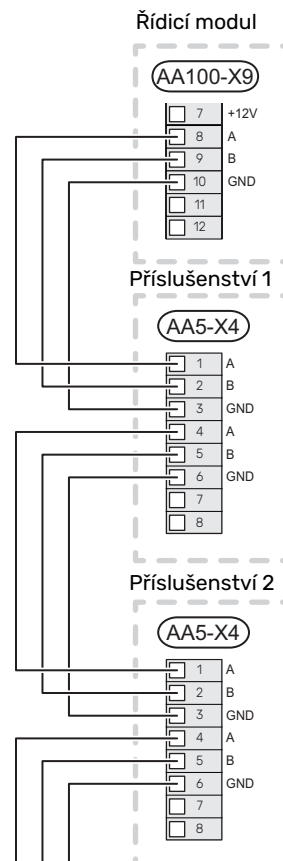 Řídicí modul
AA100-X9
7 +12V
8 A
9 B
10 GND
11
12
Příslušenství 1
AA5-X4
1 A
2 B
3 GND
4 A
5 B
6 GND
7
8
Příslušenství 2
AA5-X4
1 A
2 B
3 GND
4 A
5 B
6 GND
7
8